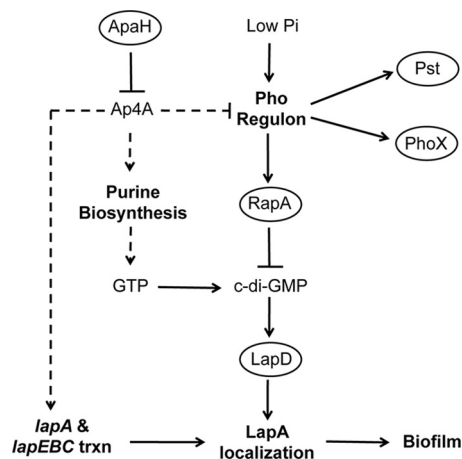 ApaH
Low Pi
Pst
Ap4A
Pho
Regulon
PhoX
Purine
Biosynthesis
RapA
GTP
c-di-GMP
LapD
lapA &
lapEBC trxn
LapA
localization
Biofilm